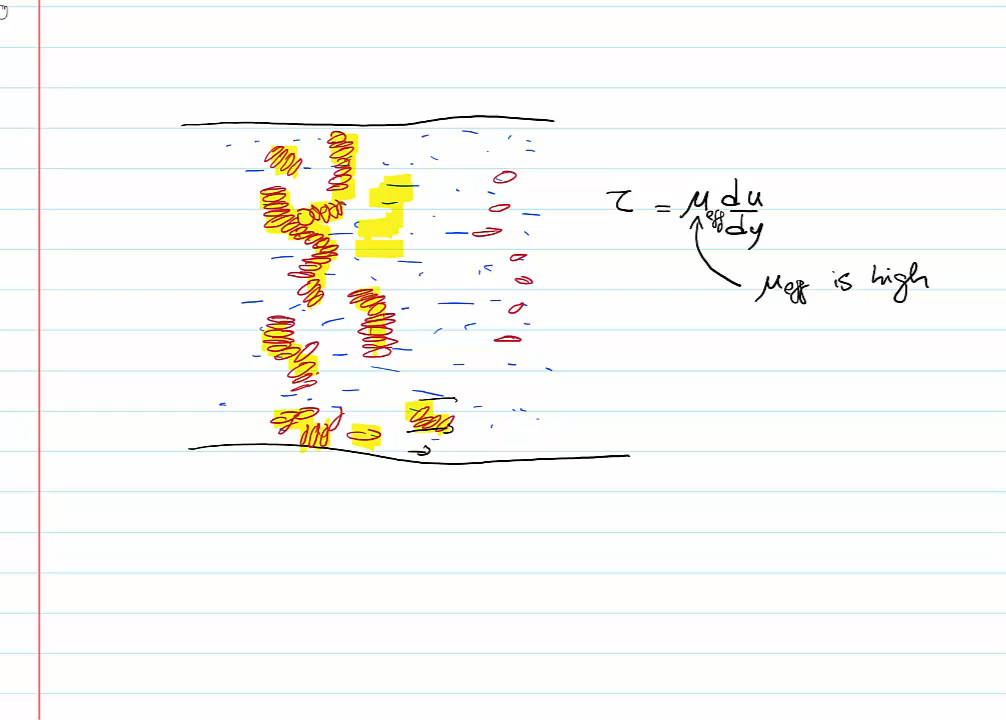 τ = μeff du/dy
μeff is high